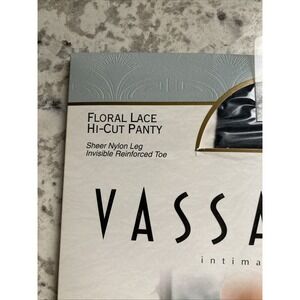 FLORAL LACE
HI-CUT PANTY
Sheer Nylon Leg
Invisible Reinforced Toe
VASSA
intima